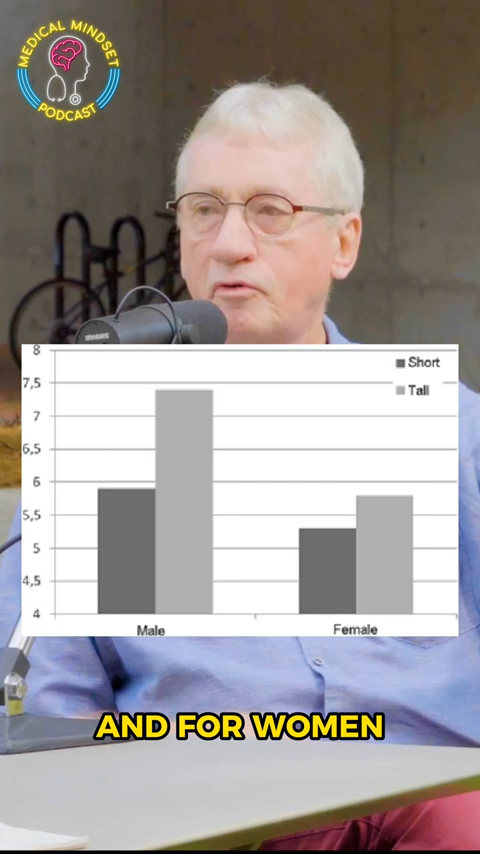 MEDICAL MINDSET
PODCAST
8
7,5
7
6,5
6
5,5
5
4,5
4
Short
Tall
Male
Female
AND FOR WOMEN